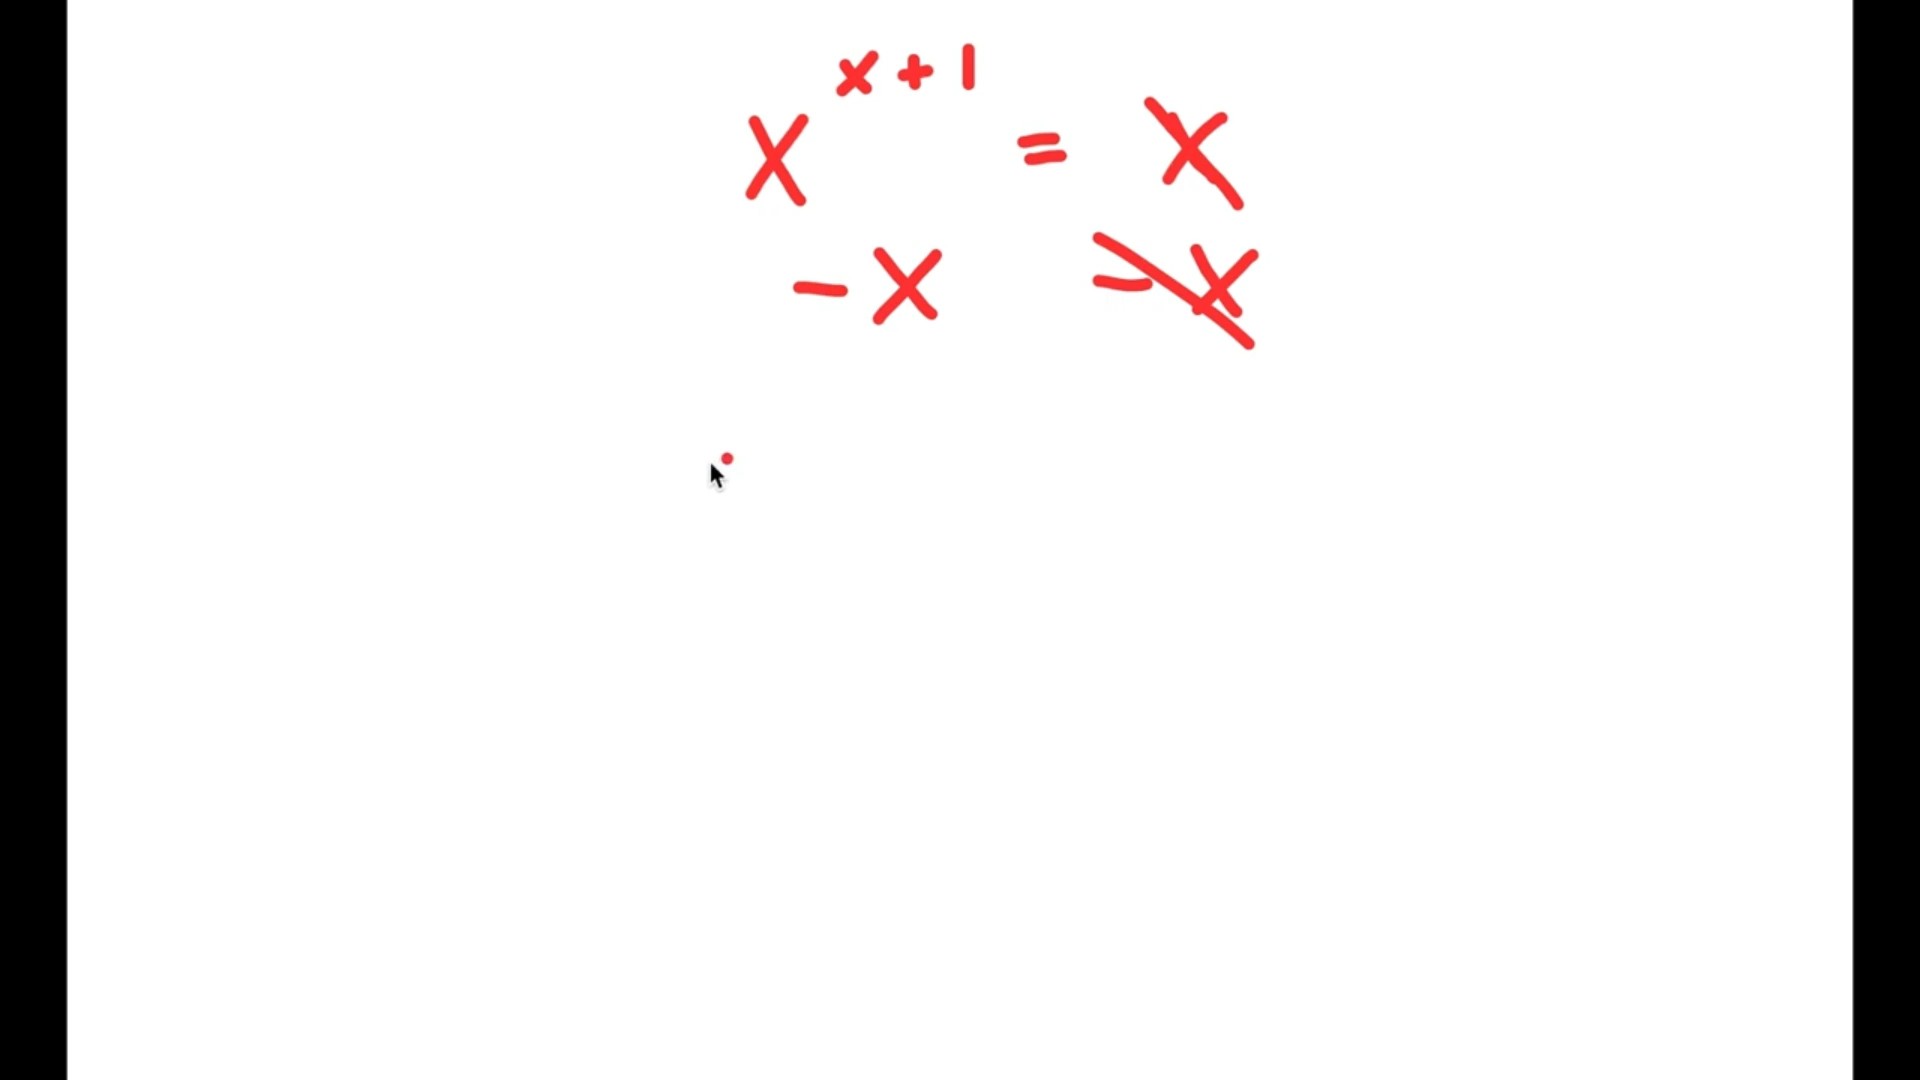 x^{x+1} = x
- x - x